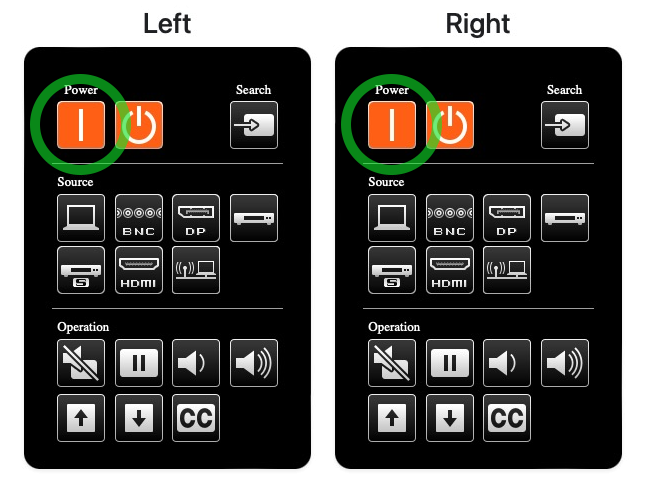 Left
Right
Power
Search
Source
BNC
DP
S
HDMI
Operation
CC
Power
Search
Source
BNC
DP
S
HDMI
Operation
CC